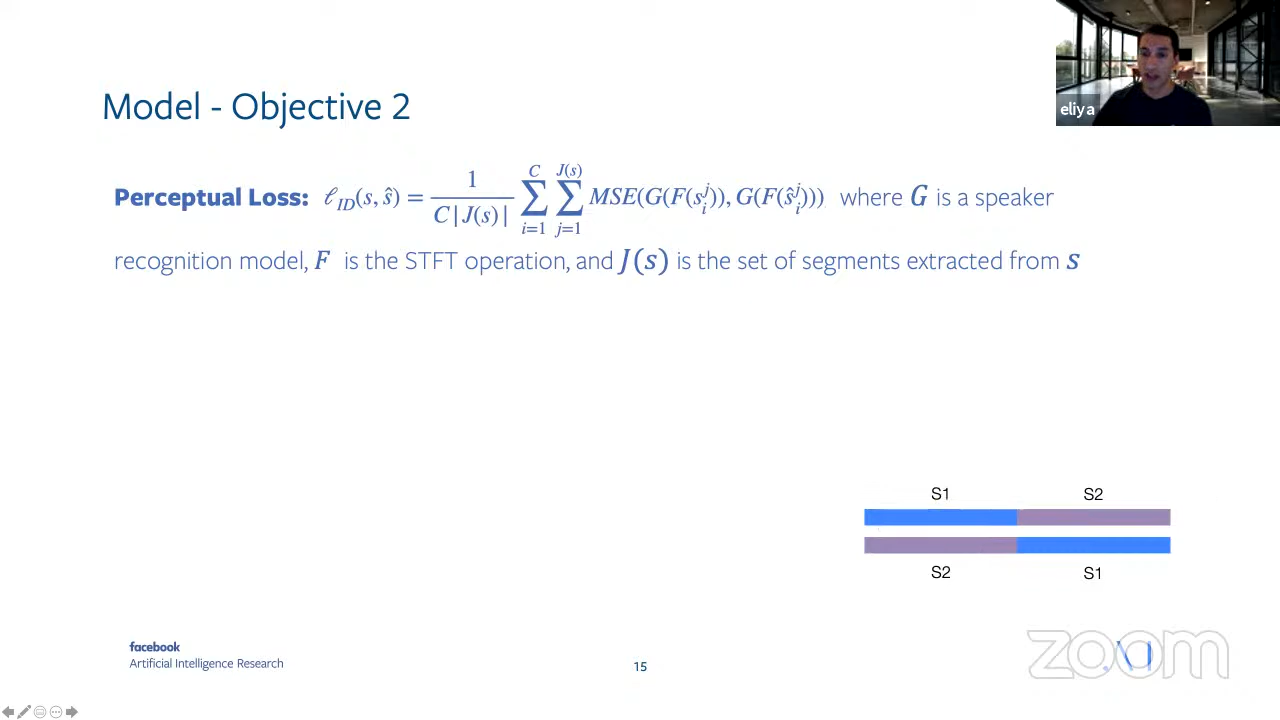 Model - Objective 2
eliya
Perceptual Loss: ℓ_ID(s, ŝ) = 1 / (C|J(s)|) ∑_{i=1}^{C} ∑_{j=1}^{J(s)} MSE(G(F(s_i^j)), G(F(ŝ_i^j))) where G is a speaker
recognition model, F is the STFT operation, and J(s) is the set of segments extracted from s
S1 S2
S2 S1
facebook
Artificial Intelligence Research
15
zoom